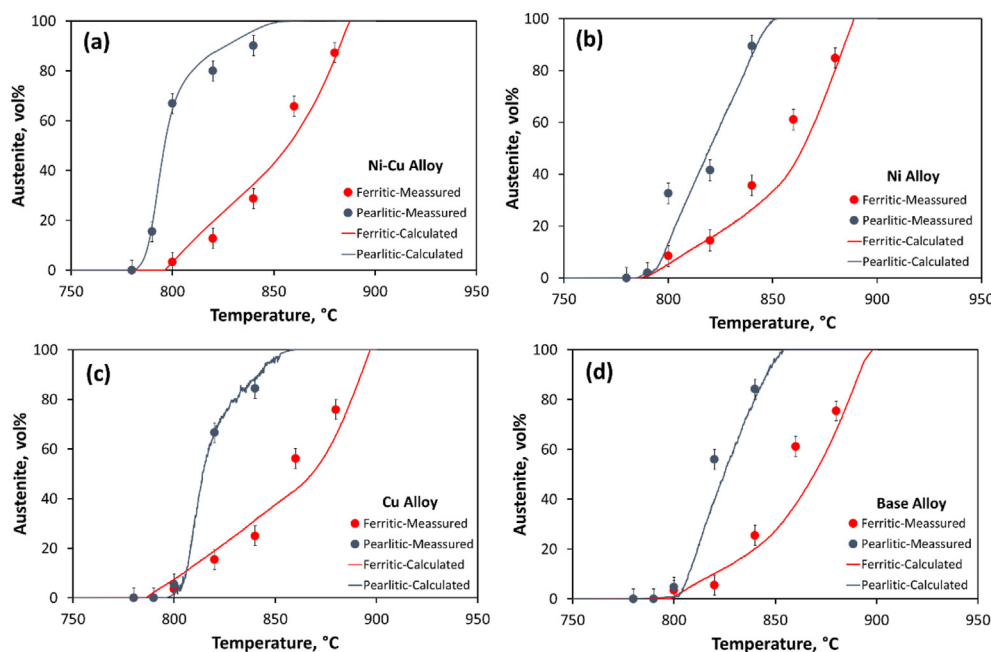 (a)
100
80
60
40
20
0
Austenite, vol%
750 800 850 900 950
Temperature, °C
Ni-Cu Alloy
Ferritic-Meassured
Pearlitic-Meassured
Ferritic-Calculated
Pearlitic-Calculated
(b)
100
80
60
40
20
0
Austenite, vol%
750 800 850 900 950
Temperature, °C
Ni Alloy
Ferritic-Meassured
Pearlitic-Meassured
Ferritic-Calculated
Pearlitic-Calculated
(c)
100
80
60
40
20
0
Austenite, vol%
750 800 850 900 950
Temperature, °C
Cu Alloy
Ferritic-Meassured
Pearlitic-Meassured
Ferritic-Calculated
Pearlitic-Calculated
(d)
100
80
60
40
20
0
Austenite, vol%
750 800 850 900 950
Temperature, °C
Base Alloy
Ferritic-Meassured
Pearlitic-Meassured
Ferritic-Calculated
Pearlitic-Calculated